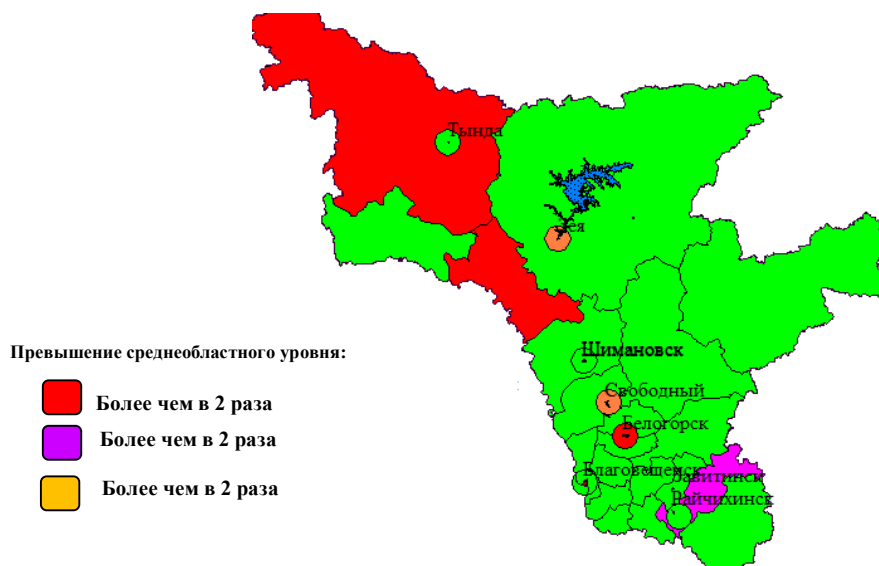 Тында
Зея
Шимановск
Превышение среднеобластного уровня:
Свободный
Более чем в 2 раза
Белогорск
Более чем в 2 раза
Благовещенск
Завитинск
Более чем в 2 раза
Райчихинск